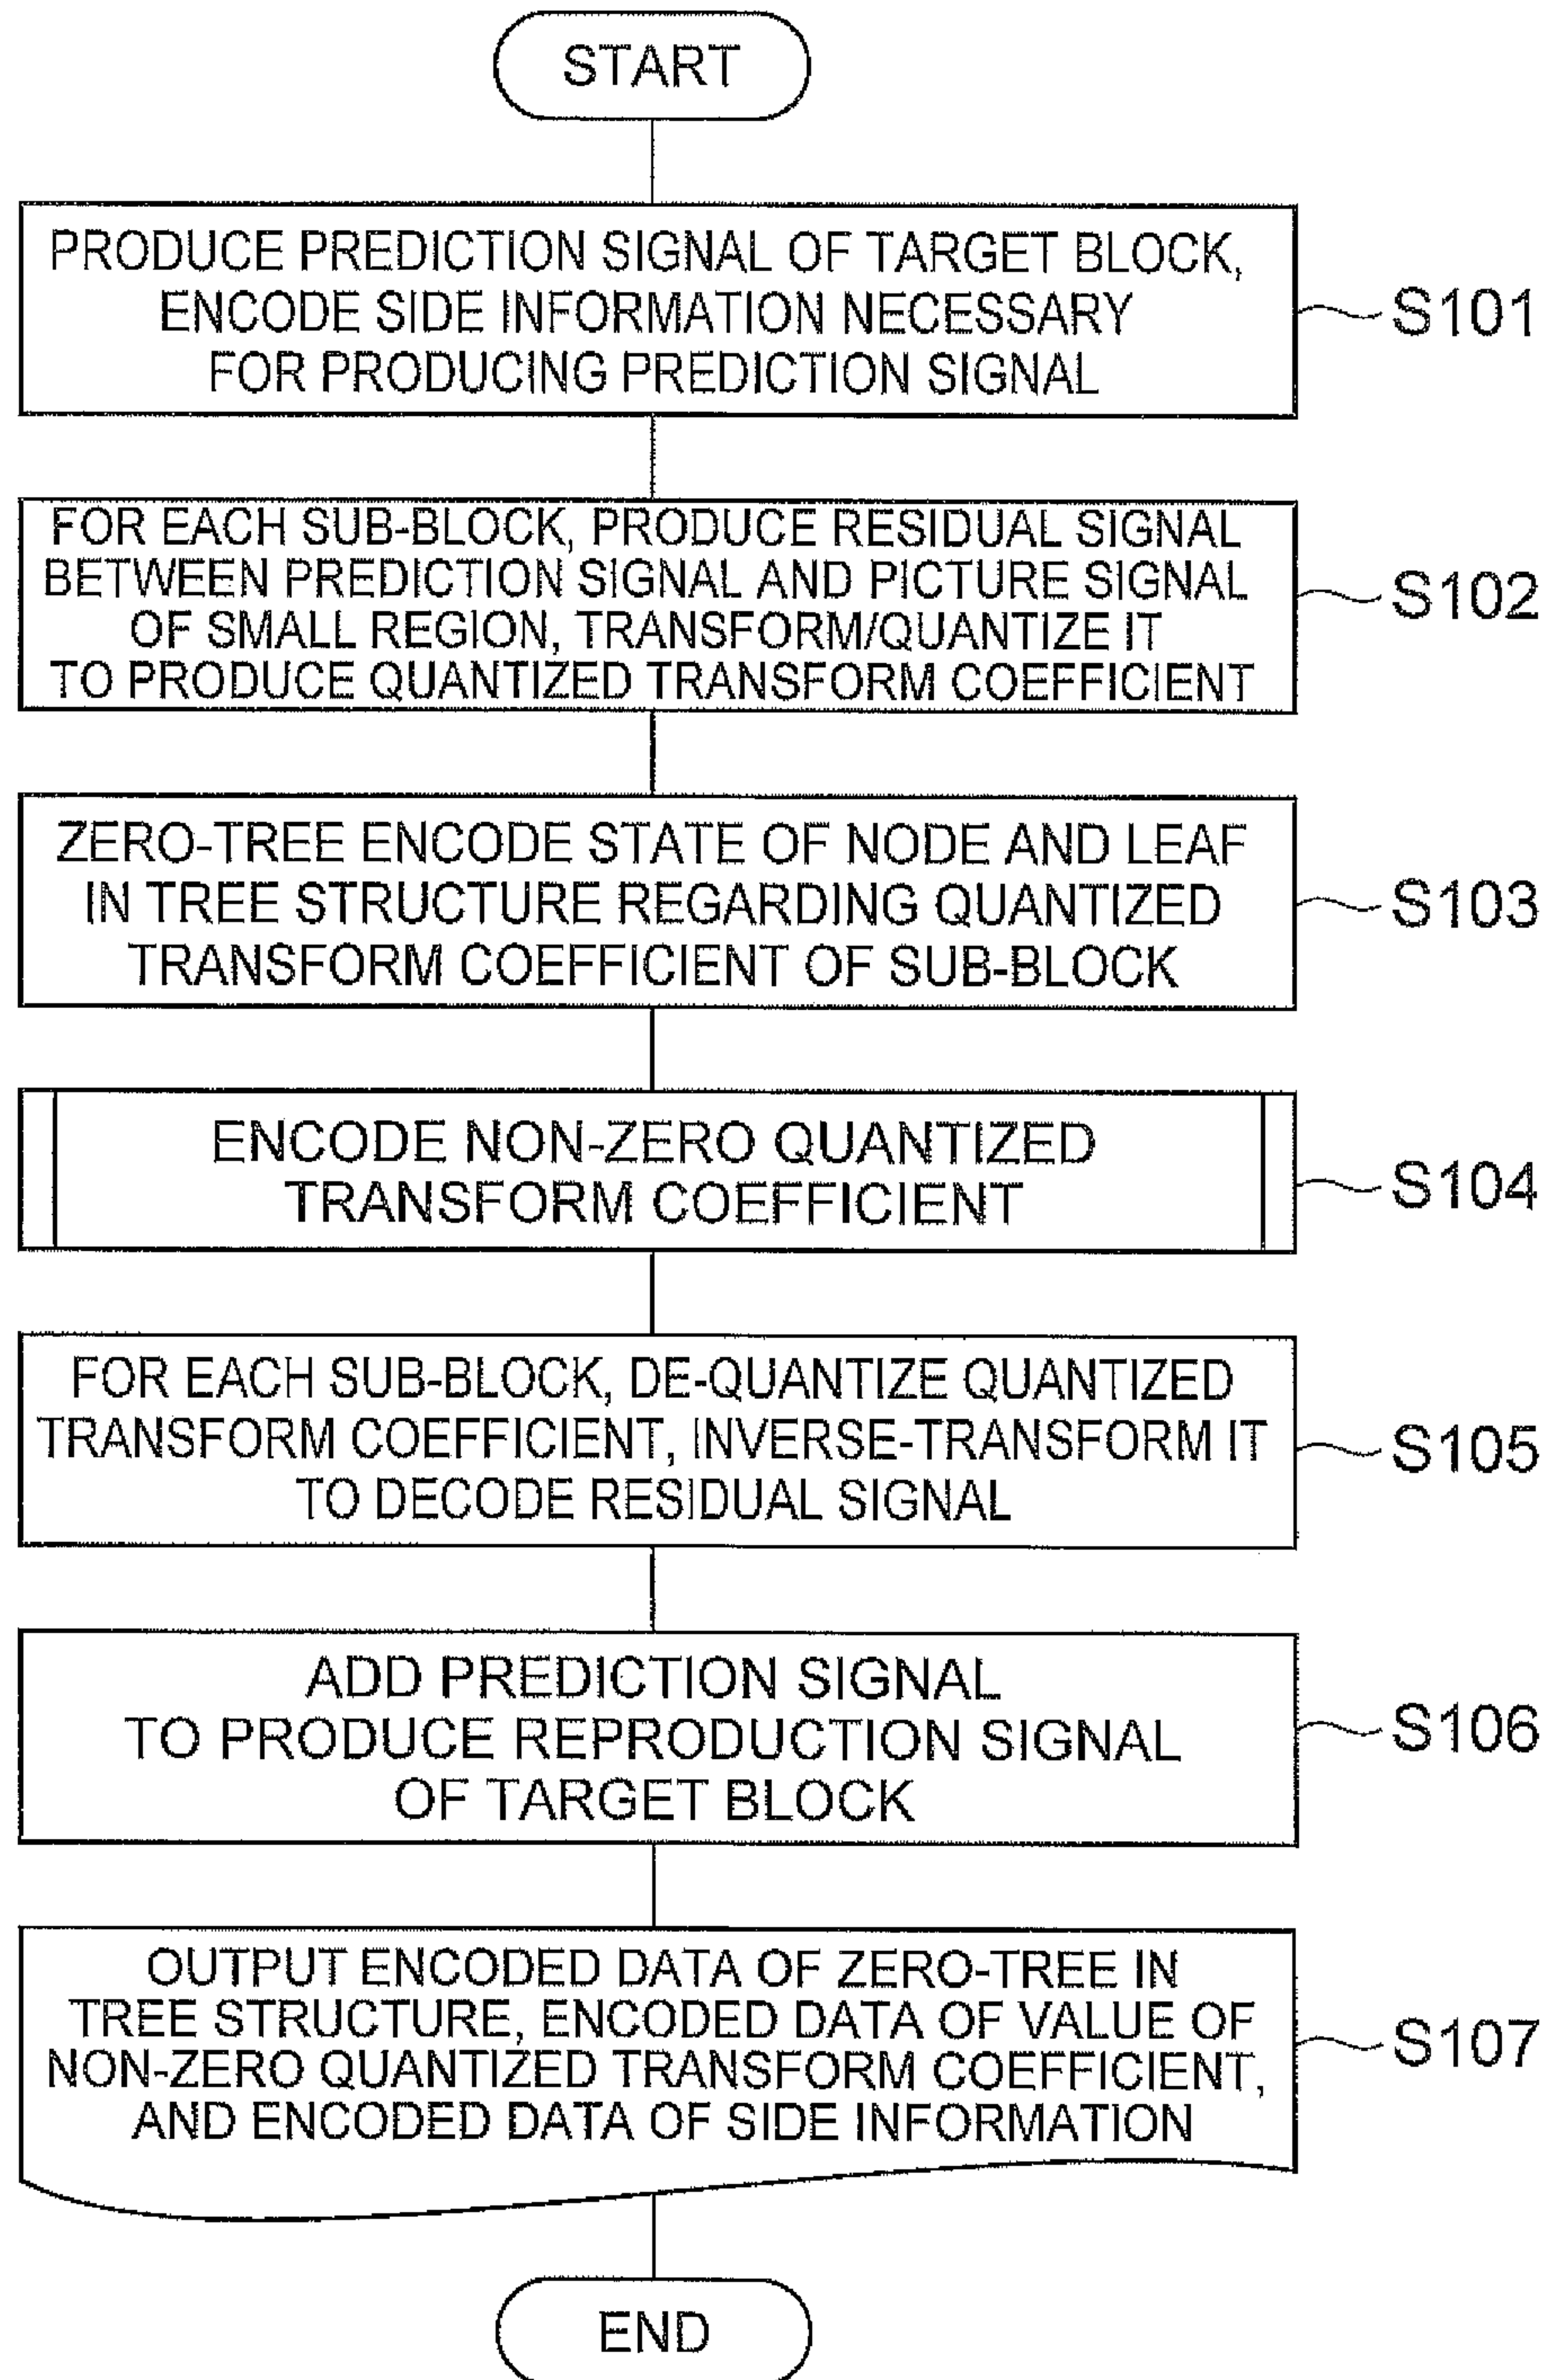 START
PRODUCE PREDICTION SIGNAL OF TARGET BLOCK,
ENCODE SIDE INFORMATION NECESSARY
FOR PRODUCING PREDICTION SIGNAL
S101
FOR EACH SUB-BLOCK, PRODUCE RESIDUAL SIGNAL
BETWEEN PREDICTION SIGNAL AND PICTURE SIGNAL
OF SMALL REGION, TRANSFORM/QUANTIZE IT
TO PRODUCE QUANTIZED TRANSFORM COEFFICIENT
S102
ZERO-TREE ENCODE STATE OF NODE AND LEAF
IN TREE STRUCTURE REGARDING QUANTIZED
TRANSFORM COEFFICIENT OF SUB-BLOCK
S103
ENCODE NON-ZERO QUANTIZED
TRANSFORM COEFFICIENT
S104
FOR EACH SUB-BLOCK, DE-QUANTIZE QUANTIZED
TRANSFORM COEFFICIENT, INVERSE-TRANSFORM IT
TO DECODE RESIDUAL SIGNAL
S105
ADD PREDICTION SIGNAL
TO PRODUCE REPRODUCTION SIGNAL
OF TARGET BLOCK
S106
OUTPUT ENCODED DATA OF ZERO-TREE IN
TREE STRUCTURE, ENCODED DATA OF VALUE OF
NON-ZERO QUANTIZED TRANSFORM COEFFICIENT,
AND ENCODED DATA OF SIDE INFORMATION
S107
END